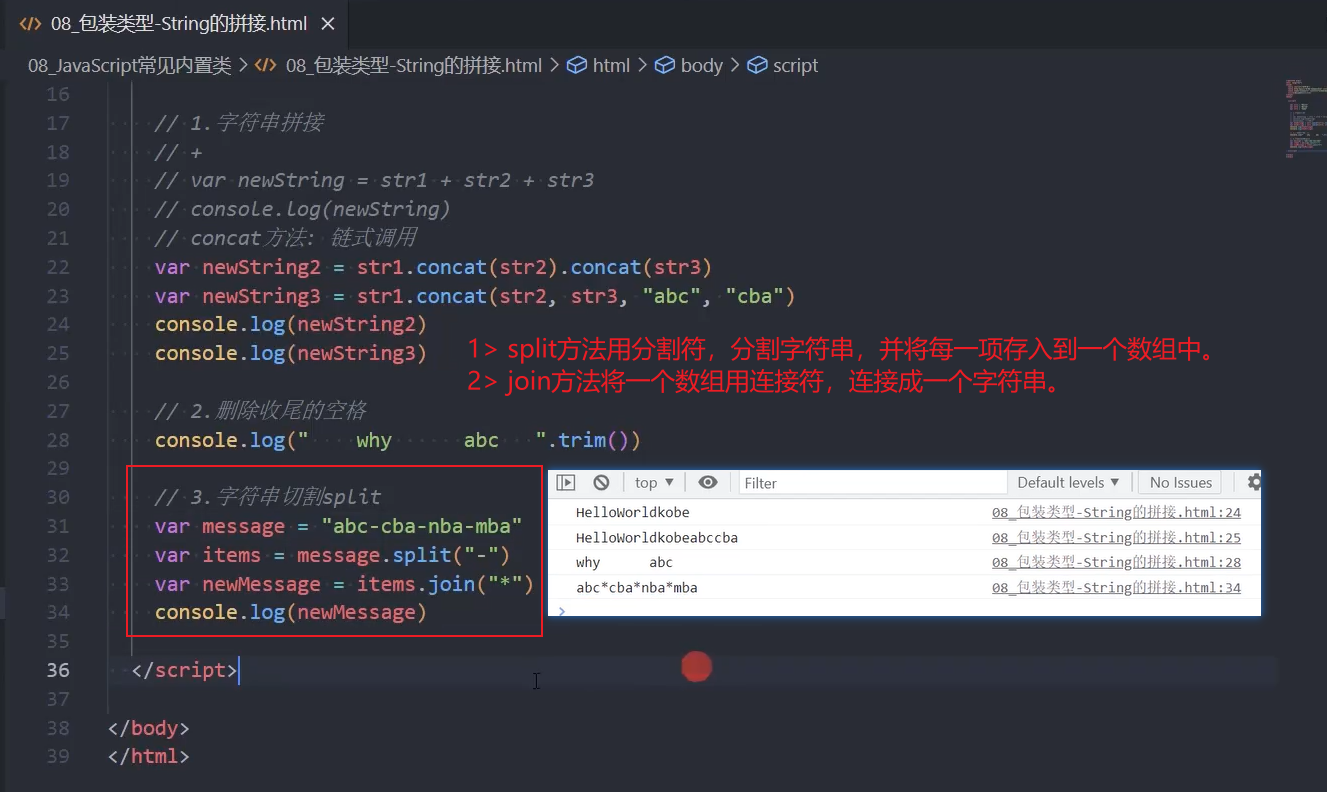 08_包装类型-String的拼接.html
08_JavaScript常见内置类 > 08_包装类型-String的拼接.html > html > body > script
16
17 // 1.字符串拼接
18 // +
19 // var newString = str1 + str2 + str3
20 // console.log(newString)
21 // concat方法: 链式调用
22 var newString2 = str1.concat(str2).concat(str3)
23 var newString3 = str1.concat(str2, str3, "abc", "cba")
24 console.log(newString2)
25 console.log(newString3)
1> split方法用分割符，分割字符串，并将每一项存入到一个数组中。
2> join方法将一个数组用连接符，连接成一个字符串。
26
27 // 2.删除收尾的空格
28 console.log("    why      abc   ".trim())
29
30 // 3.字符串切割split
31 var message = "abc-cba-nba-mba"
32 var items = message.split("-")
33 var newMessage = items.join("*")
34 console.log(newMessage)
top ▼ Filter Default levels ▼ No Issues
HelloWorldkobe 08_包装类型-String的拼接.html:24
HelloWorldkobeabccba 08_包装类型-String的拼接.html:25
why      abc 08_包装类型-String的拼接.html:28
abc*cba*nba*mba 08_包装类型-String的拼接.html:34
>
35
36 </script>
37
38 </body>
39 </html>